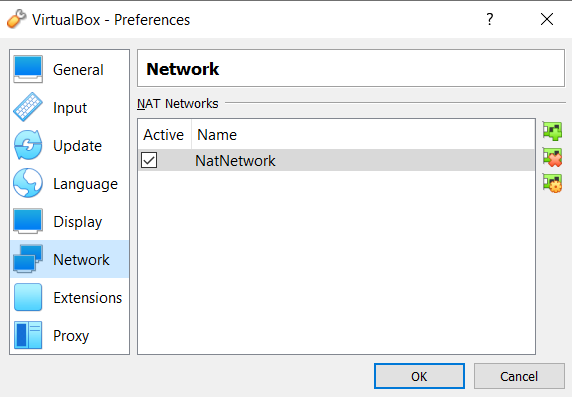 VirtualBox - Preferences
General
Input
Update
Language
Display
Network
Extensions
Proxy
Network
NAT Networks
Active Name
NatNetwork
OK Cancel